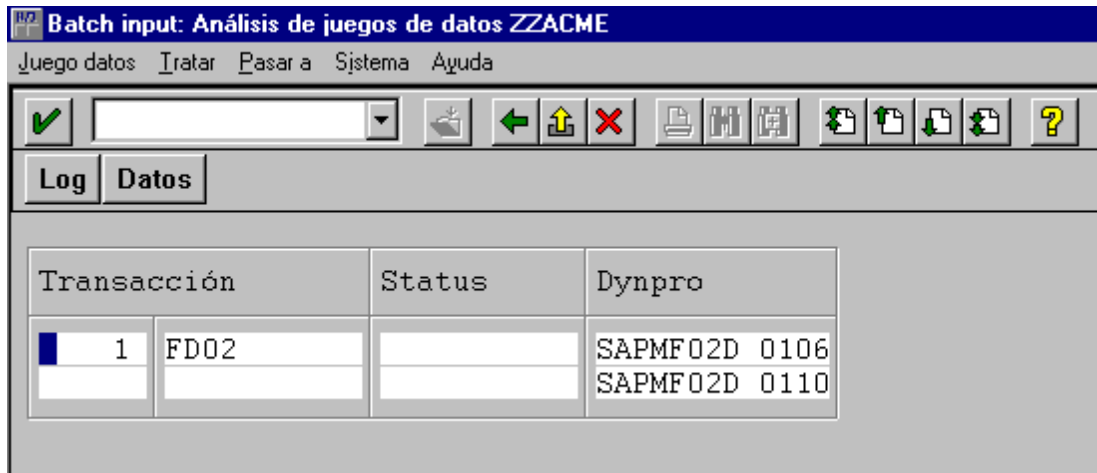 Batch input: Análisis de juegos de datos ZZACME
Juego datos Tratar Pasar a Sistema Ayuda
Log Datos
Transacción Status Dynpro
1 FD02 SAPMF02D 0106
SAPMF02D 0110